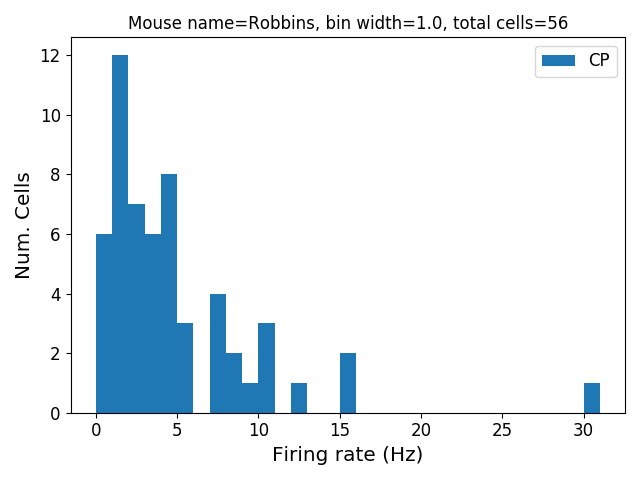 Mouse name=Robbins, bin width=1.0, total cells=56
CP
12
10
8
6
4
2
0
Num. Cells
0 5 10 15 20 25 30
Firing rate (Hz)